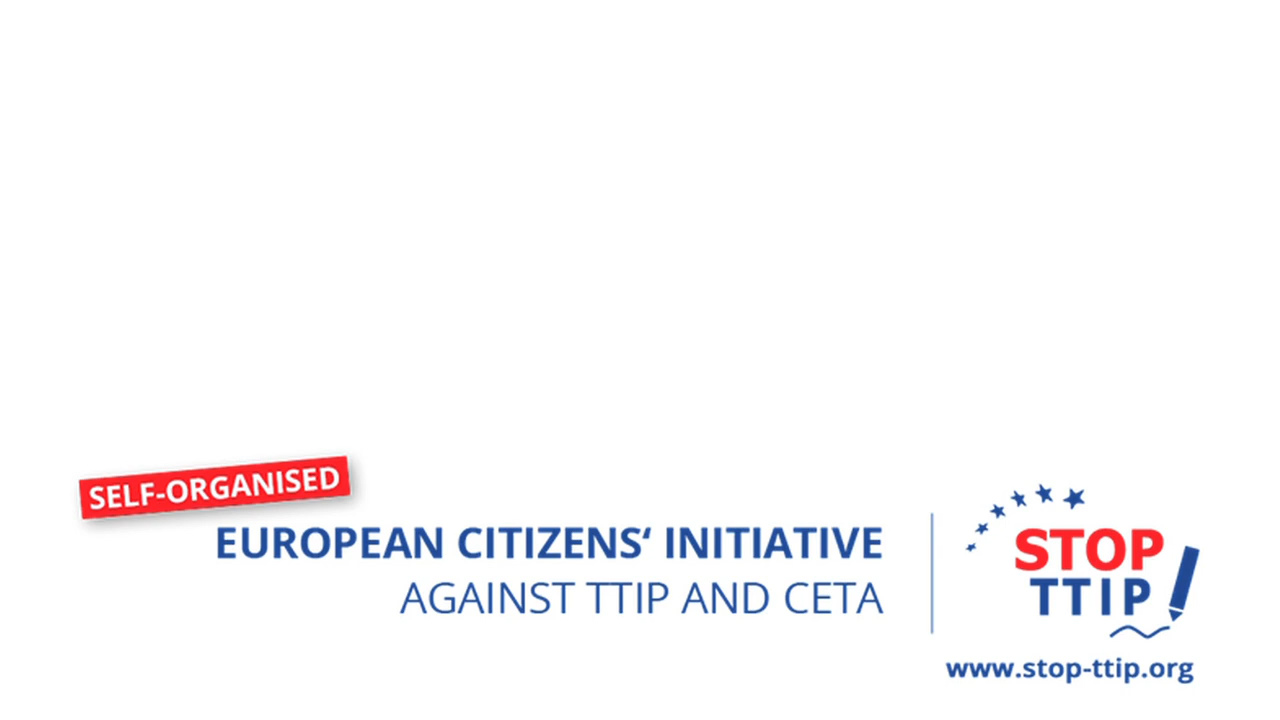 SELF-ORGANISED
EUROPEAN CITIZENS‘ INITIATIVE
AGAINST TTIP AND CETA
STOP
TTIP
www.stop-ttip.org